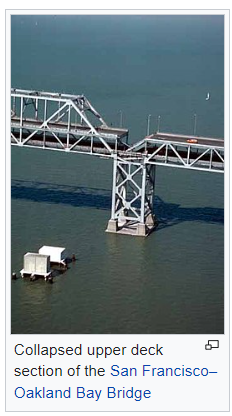 Collapsed upper deck
section of the San Francisco–
Oakland Bay Bridge